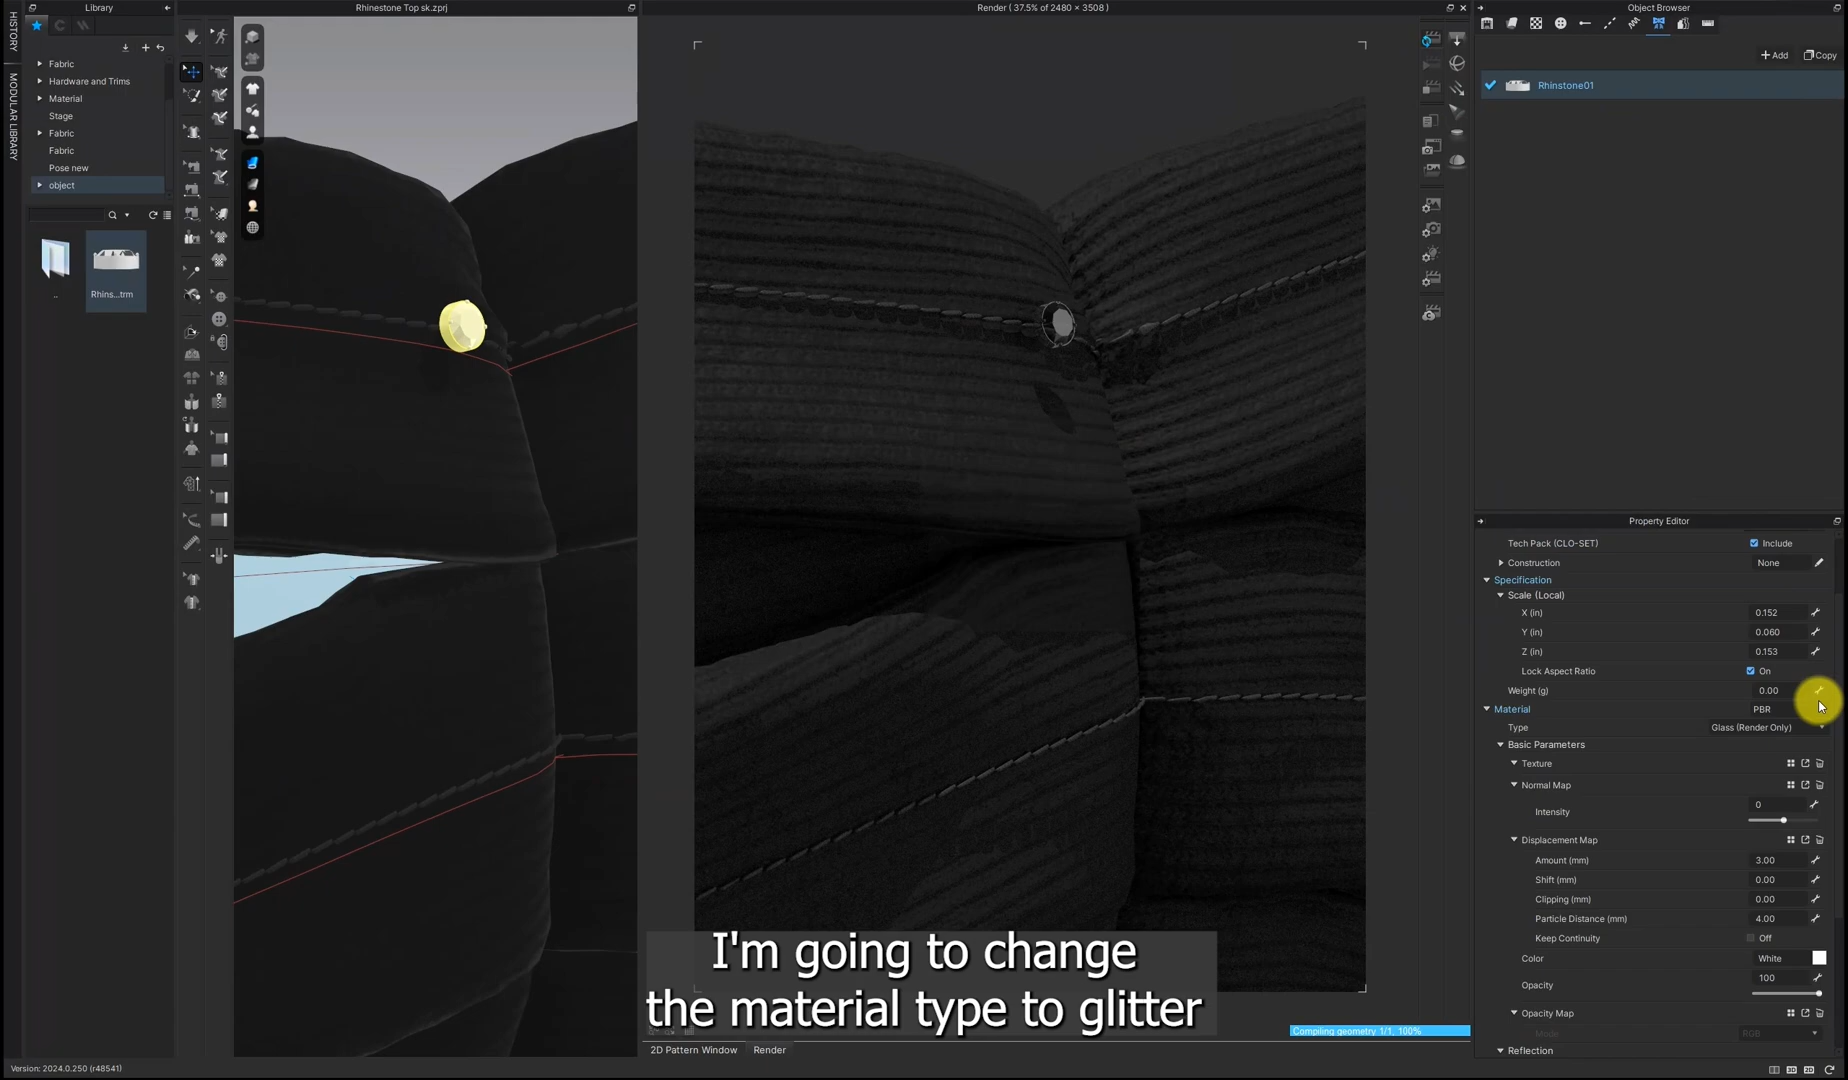 Library
Rhinestone Top sk.zprj
Render ( 37.5% of 2480 x 3508 )
Object Browser
HISTORY
MODULAR LIBRARY
Fabric
Hardware and Trims
Material
Stage
Fabric
Fabric
Pose new
object
..
Rhins...trm
+ Add
Copy
Rhinstone01
Property Editor
Tech Pack (CLO-SET)
Include
Construction
None
Specification
Scale (Local)
X (in)
0.152
Y (in)
0.060
Z (in)
0.153
Lock Aspect Ratio
On
Weight (g)
0.00
Material
PBR
Type
Glass (Render Only)
Basic Parameters
Texture
Normal Map
Intensity
0
Displacement Map
Amount (mm)
3.00
Shift (mm)
0.00
Clipping (mm)
0.00
Particle Distance (mm)
4.00
Keep Continuity
Off
Color
White
Opacity
100
Opacity Map
Mode
RGB
Reflection
I'm going to change
the material type to glitter
Compiling geometry 1/1, 100%
2D Pattern Window
Render
Version: 2024.0.250 (r48541)
3D
2D